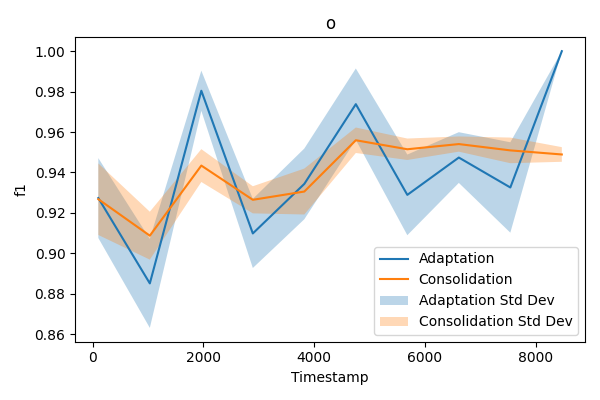 o
f1
1.00
0.98
0.96
0.94
0.92
0.90
0.88
0.86
0
2000
4000
6000
8000
Timestamp
Adaptation
Consolidation
Adaptation Std Dev
Consolidation Std Dev